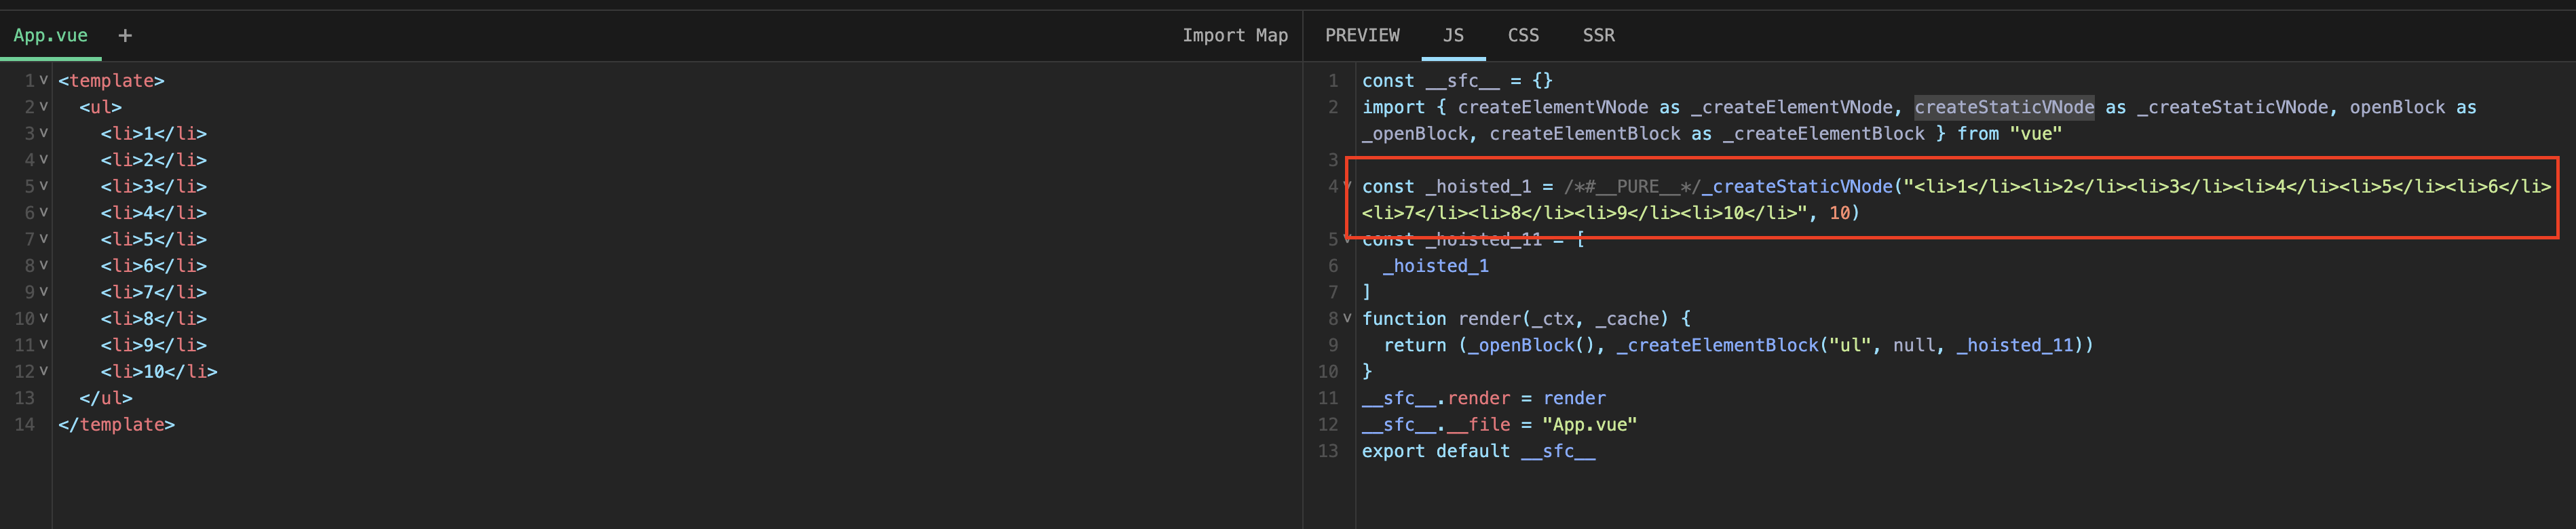 App.vue +
Import Map
1 <template>
2 <ul>
3 <li>1</li>
4 <li>2</li>
5 <li>3</li>
6 <li>4</li>
7 <li>5</li>
8 <li>6</li>
9 <li>7</li>
10 <li>8</li>
11 <li>9</li>
12 <li>10</li>
13 </ul>
14 </template>
PREVIEW JS CSS SSR
1 const __sfc__ = {}
2 import { createElementVNode as _createElementVNode, createStaticVNode as _createStaticVNode, openBlock as
_openBlock, createElementBlock as _createElementBlock } from "vue"
3
4 const _hoisted_1 = /*#__PURE__*/_createStaticVNode("<li>1</li><li>2</li><li>3</li><li>4</li><li>5</li><li>6</li>
<li>7</li><li>8</li><li>9</li><li>10</li>", 10)
5 const _hoisted_11 = [
6 _hoisted_1
7 ]
8 function render(_ctx, _cache) {
9 return (_openBlock(), _createElementBlock("ul", null, _hoisted_11))
10 }
11 __sfc__.render = render
12 __sfc__.__file = "App.vue"
13 export default __sfc__